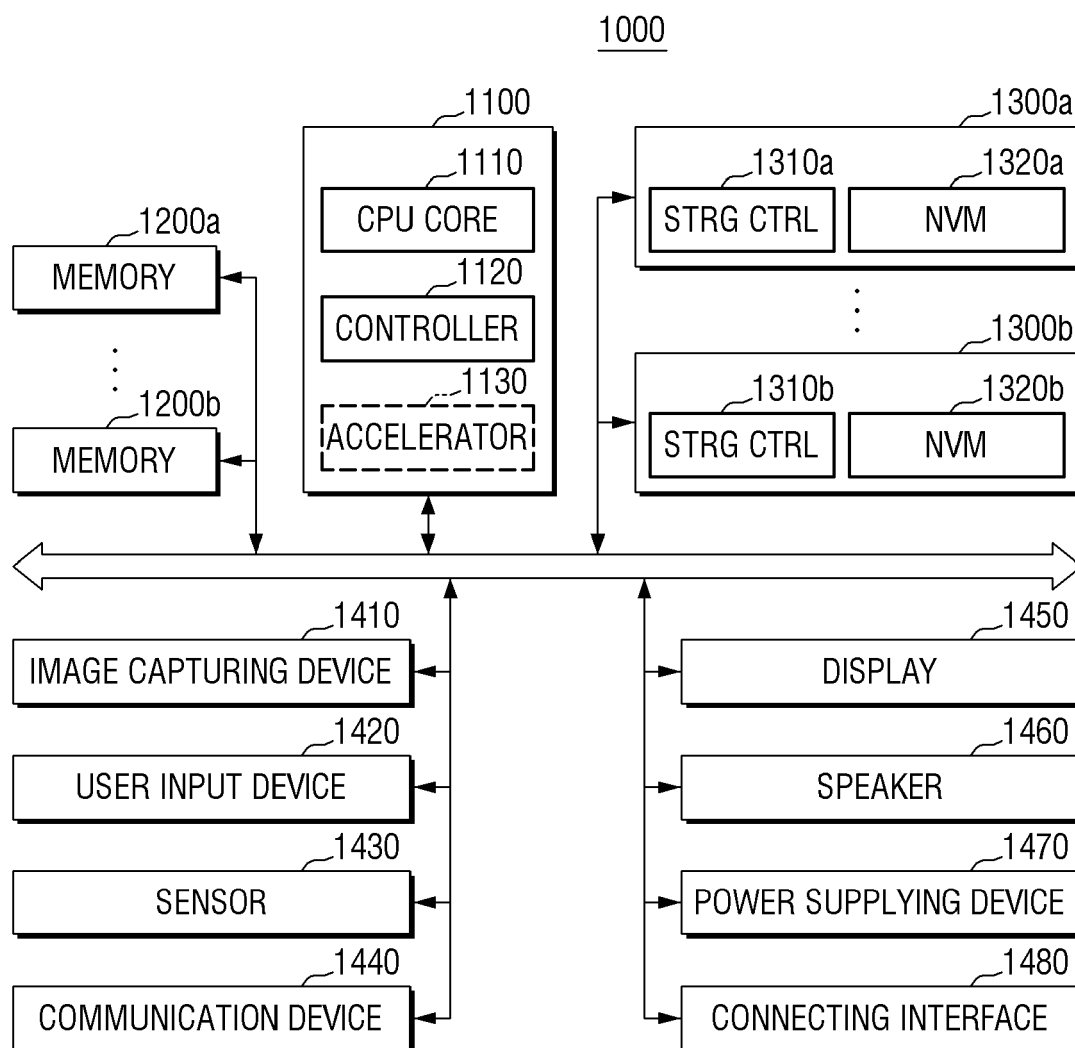 1000
1100
1110
CPU CORE
1120
CONTROLLER
1130
ACCELERATOR
1200a
MEMORY
1200b
MEMORY
1300a
1310a
1320a
STRG CTRL
NVM
1300b
1310b
1320b
STRG CTRL
NVM
1410
IMAGE CAPTURING DEVICE
1420
USER INPUT DEVICE
1430
SENSOR
1440
COMMUNICATION DEVICE
1450
DISPLAY
1460
SPEAKER
1470
POWER SUPPLYING DEVICE
1480
CONNECTING INTERFACE